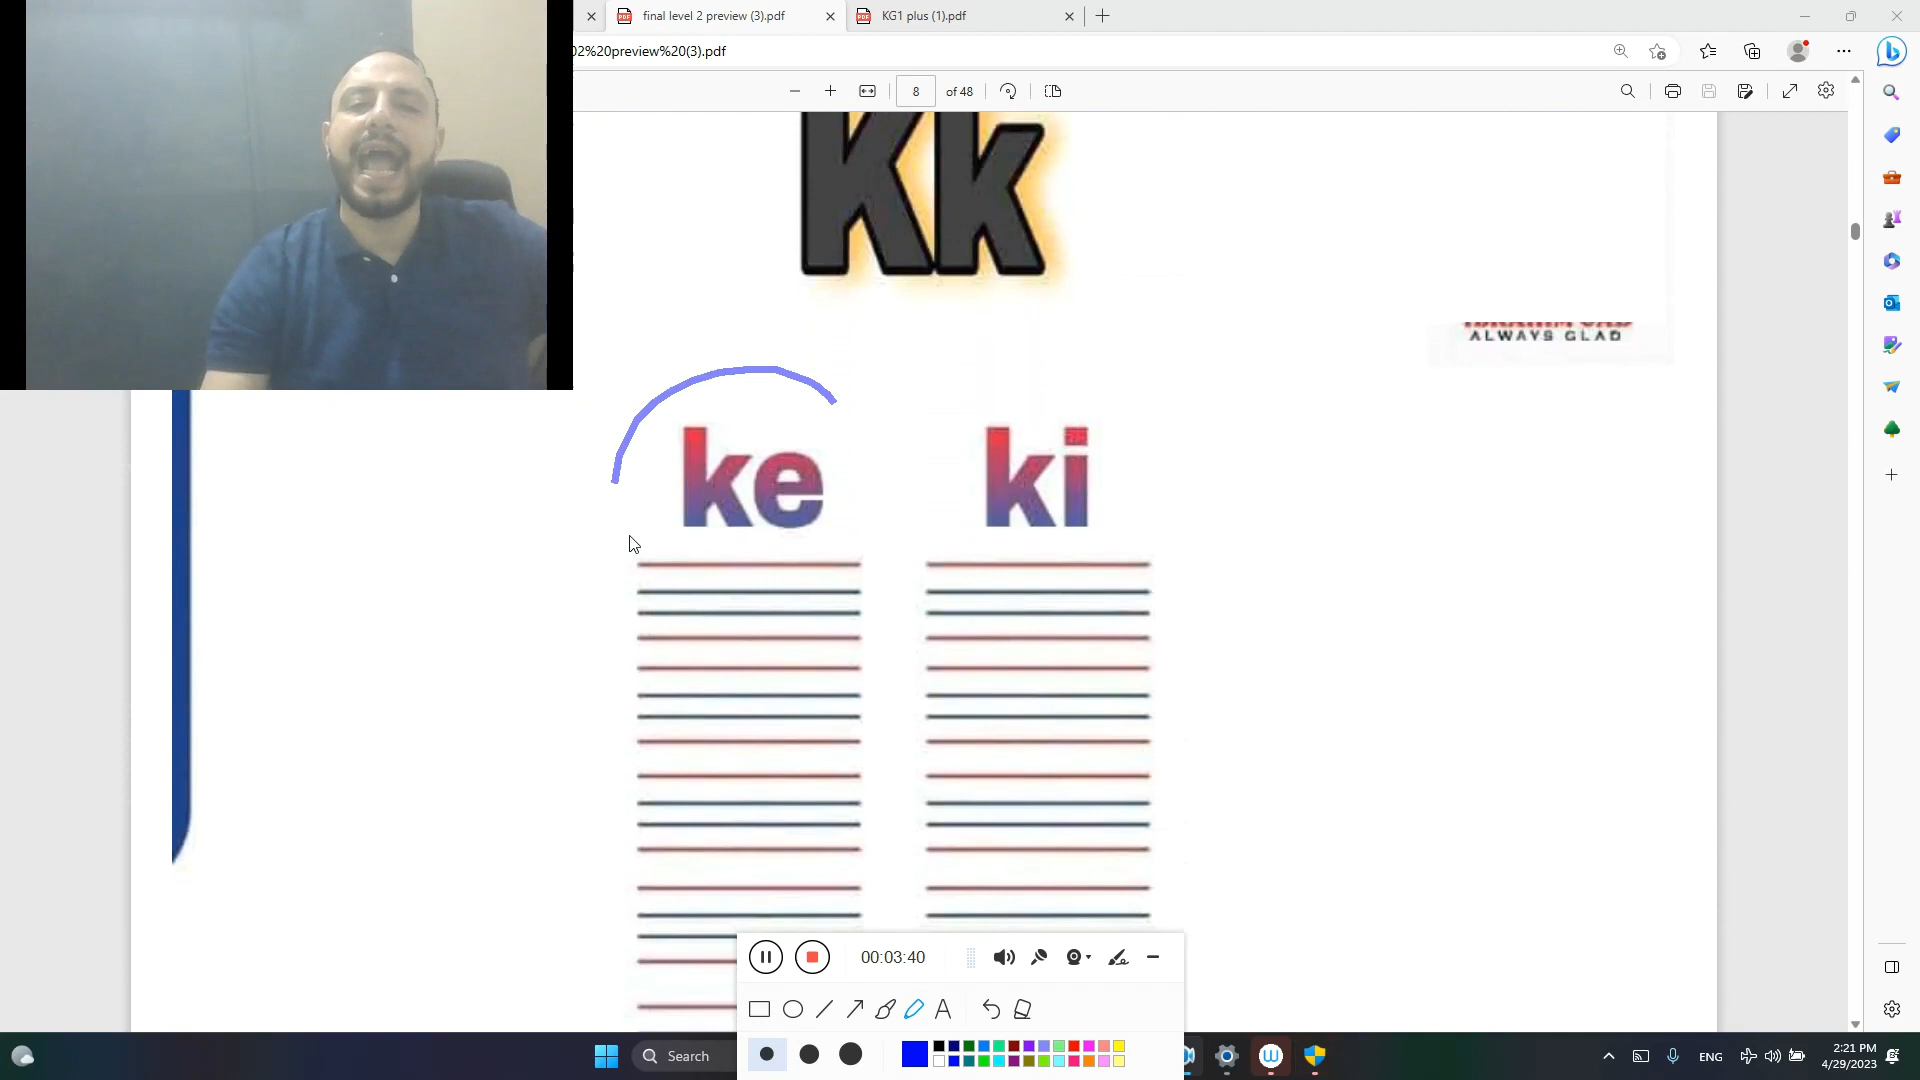 final level 2 preview (3).pdf
KG1 plus (1).pdf
02%20preview%20(3).pdf
8 of 48
Kk
ALWAYS GLAD
ke ki
00:03:40
A
Search
ENG
2:21 PM
4/29/2023